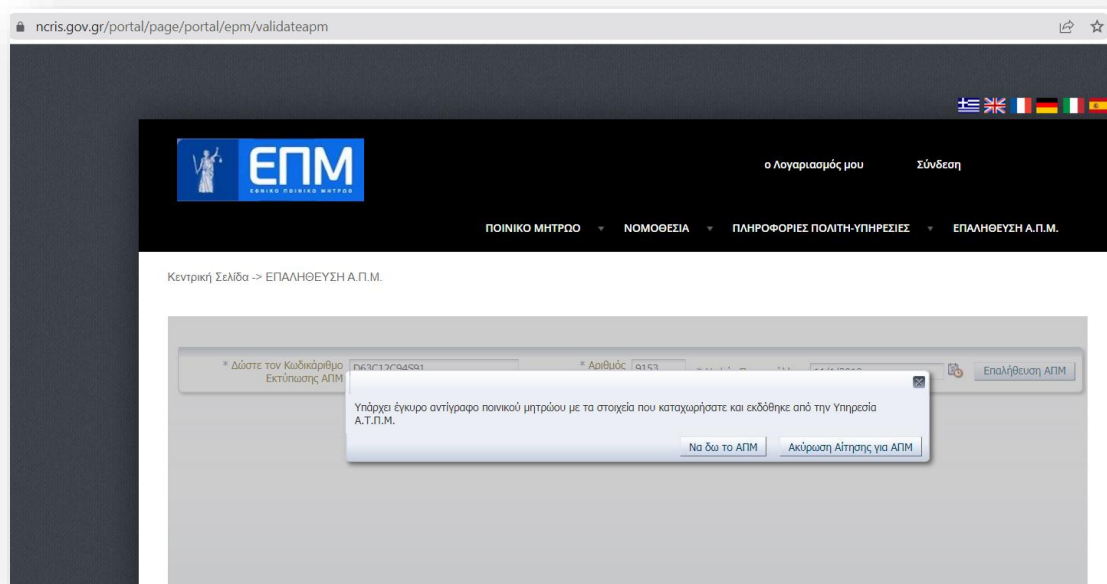 ncris.gov.gr/portal/page/portal/epm/validateapm
ΕΠΜ
ΕΘΝΙΚΟ ΠΟΙΝΙΚΟ ΜΗΤΡΩΟ
ο Λογαριασμός μου Σύνδεση
ΠΟΙΝΙΚΟ ΜΗΤΡΩΟ ΝΟΜΟΘΕΣΙΑ ΠΛΗΡΟΦΟΡΙΕΣ ΠΟΛΙΤΗ-ΥΠΗΡΕΣΙΕΣ ΕΠΑΛΗΘΕΥΣΗ Α.Π.Μ.
Κεντρική Σελίδα -> ΕΠΑΛΗΘΕΥΣΗ Α.Π.Μ.
* Δώστε τον Κωδικάριθμο D63C12C94S91 * Αριθμός 9153
Εκτύπωσης ΑΠΜ Επαλήθευση ΑΠΜ
Υπάρχει έγκυρο αντίγραφο ποινικού μητρώου με τα στοιχεία που καταχωρήσατε και εκδόθηκε από την Υπηρεσία
Α.Τ.Π.Μ.
Να δω το ΑΠΜ Ακύρωση Αίτησης για ΑΠΜ